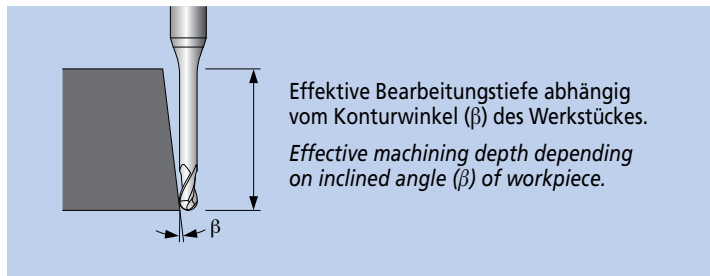 Effektive Bearbeitungstiefe abhängig
vom Konturwinkel (β) des Werkstückes.
Effective machining depth depending
on inclined angle (β) of workpiece.
β